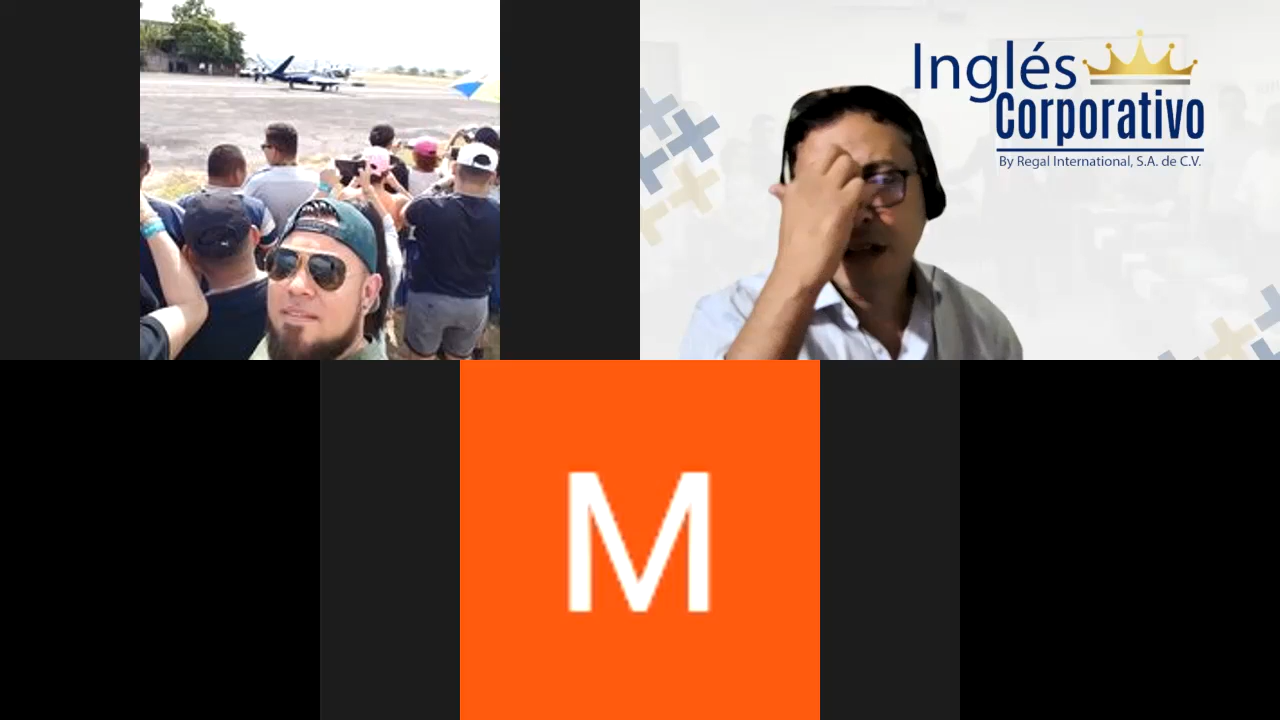 Inglés
Corporativo
By Regal International, S.A. de C.V.
M